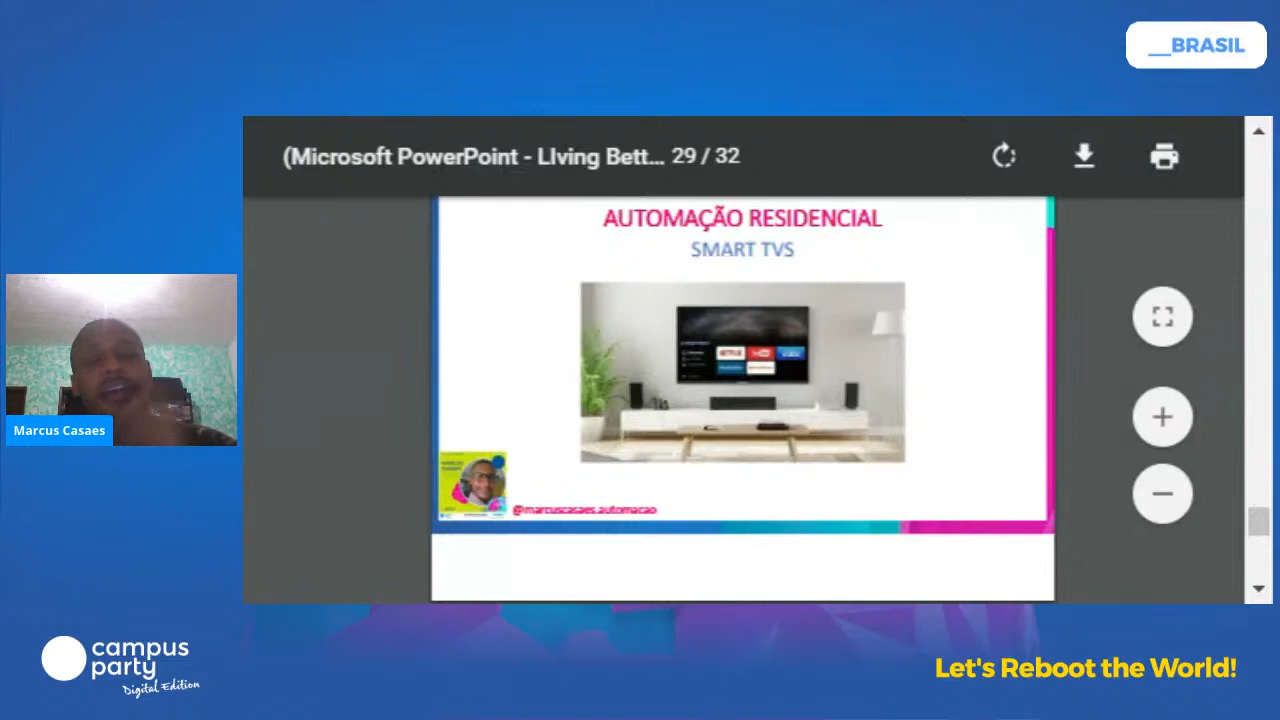 __BRASIL
(Microsoft PowerPoint - LIving Bett... 29 / 32
AUTOMAÇÃO RESIDENCIAL
SMART TVS
NETFLIX
@marcuscasaes.automacao
Marcus Casaes
campus
party
Digital Edition
Let's Reboot the World!